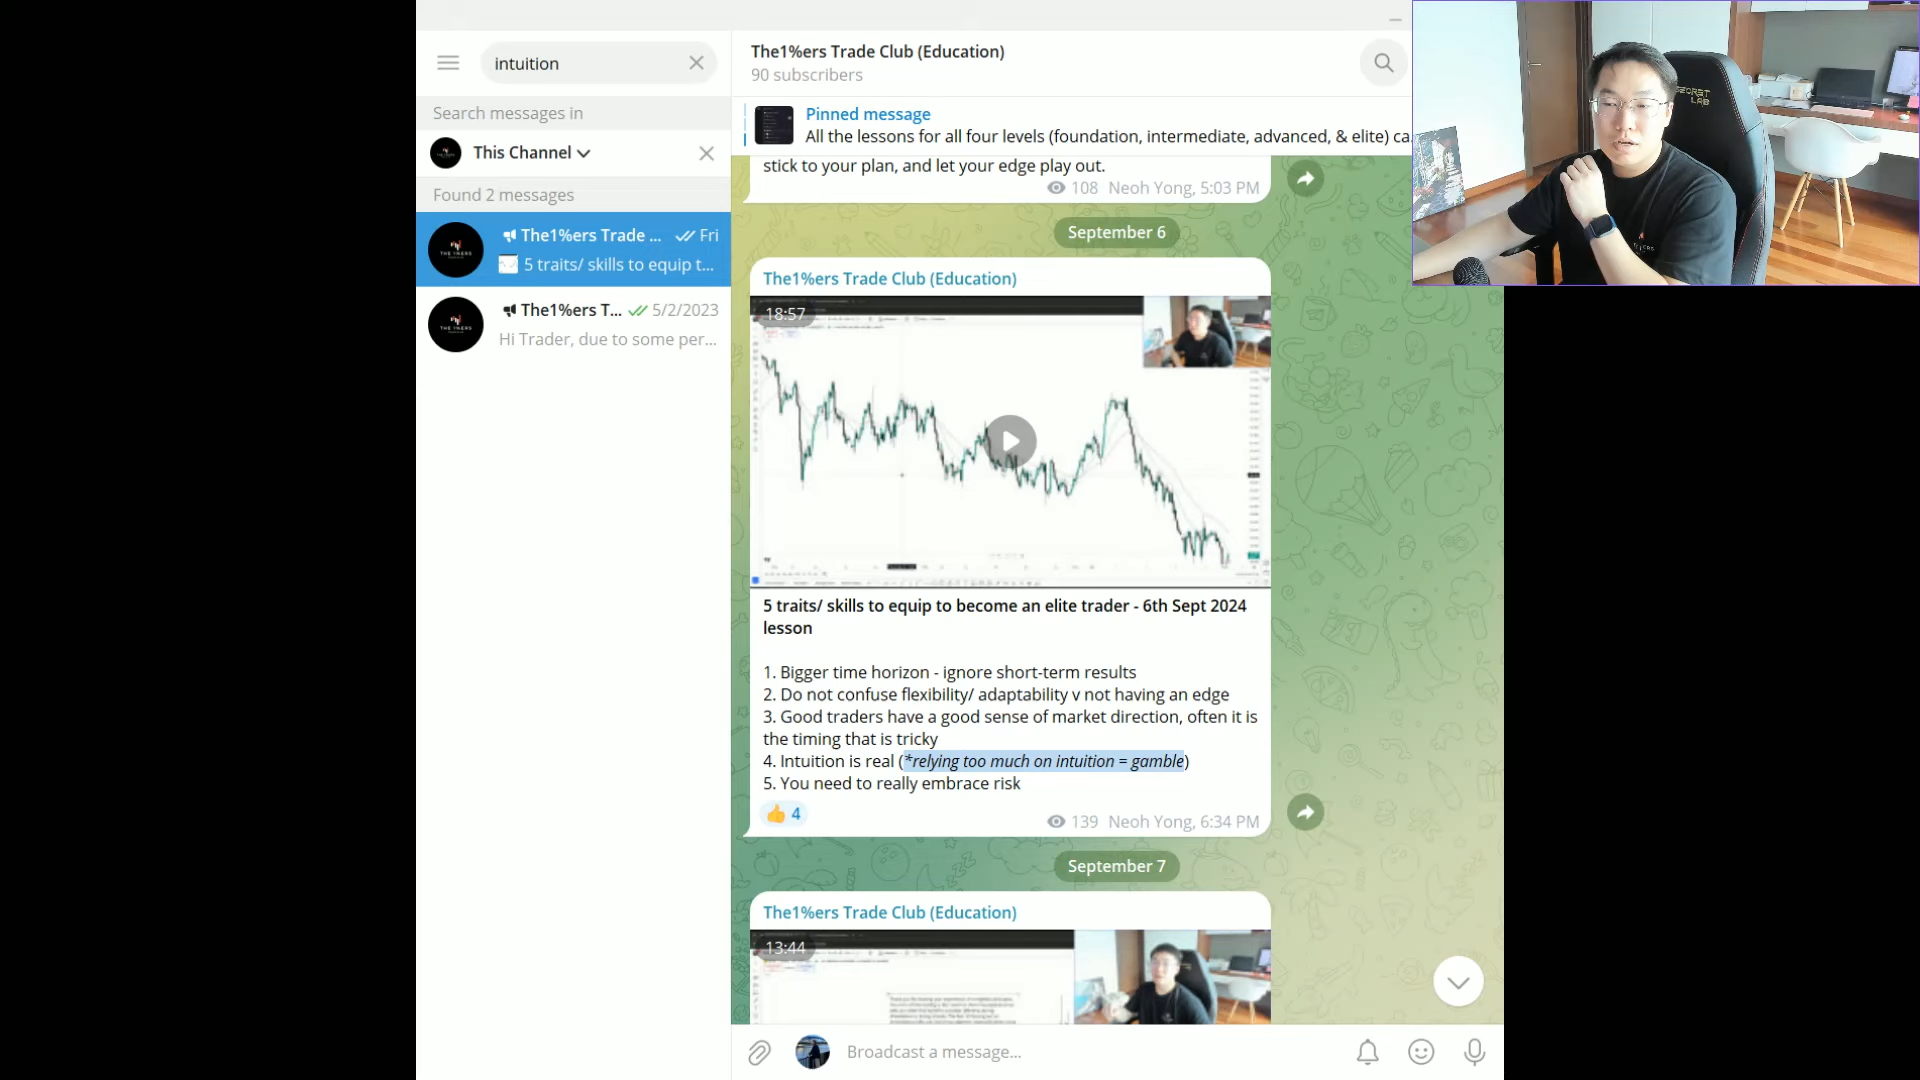 intuition
Search messages in
This Channel
Found 2 messages
The1%ers Trade ...
Fri
5 traits/ skills to equip t...
The1%ers T...
5/2/2023
Hi Trader, due to some per...
The1%ers Trade Club (Education)
90 subscribers
Pinned message
All the lessons for all four levels (foundation, intermediate, advanced, & elite) ca
stick to your plan, and let your edge play out.
108 Neoh Yong, 5:03 PM
September 6
The1%ers Trade Club (Education)
18:57
5 traits/ skills to equip to become an elite trader - 6th Sept 2024
lesson
1. Bigger time horizon - ignore short-term results
2. Do not confuse flexibility/ adaptability v not having an edge
3. Good traders have a good sense of market direction, often it is
the timing that is tricky
4. Intuition is real (*relying too much on intuition = gamble)
5. You need to really embrace risk
4
139 Neoh Yong, 6:34 PM
September 7
The1%ers Trade Club (Education)
13:44
Broadcast a message...
SECRET
LAB